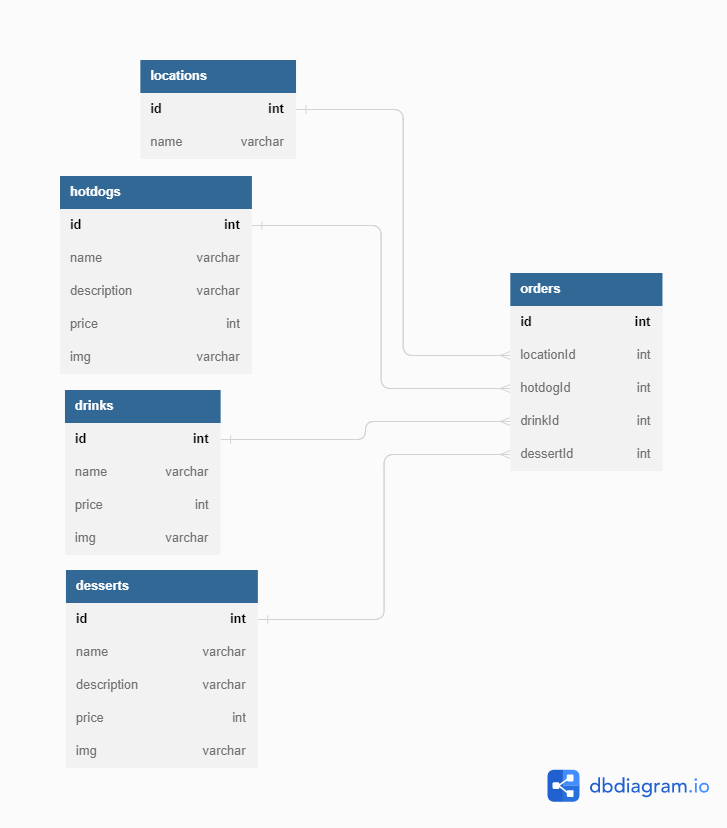 locations
id int
name varchar
hotdogs
id int
name varchar
description varchar
price int
img varchar
orders
id int
locationId int
hotdogId int
drinkId int
dessertId int
drinks
id int
name varchar
price int
img varchar
desserts
id int
name varchar
description varchar
price int
img varchar
dbdiagram.io